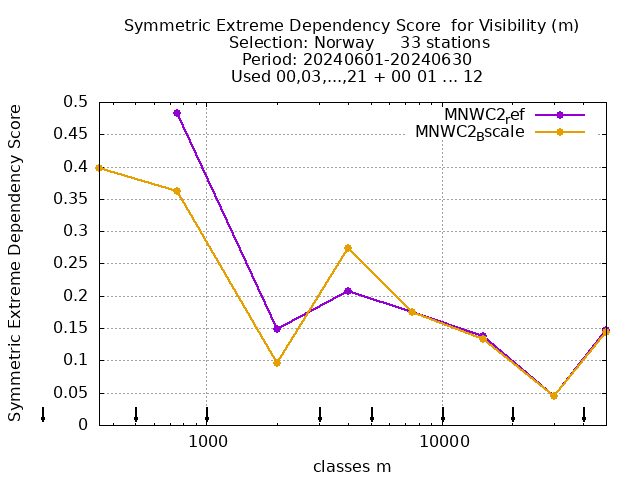 Symmetric Extreme Dependency Score for Visibility (m)
Selection: Norway 33 stations
Period: 20240601-20240630
Used 00,03,...,21 + 00 01 ... 12
MNWC2ref
MNWC2Bscale
Symmetric Extreme Dependency Score
0.5
0.45
0.4
0.35
0.3
0.25
0.2
0.15
0.1
0.05
0
1000
10000
classes m